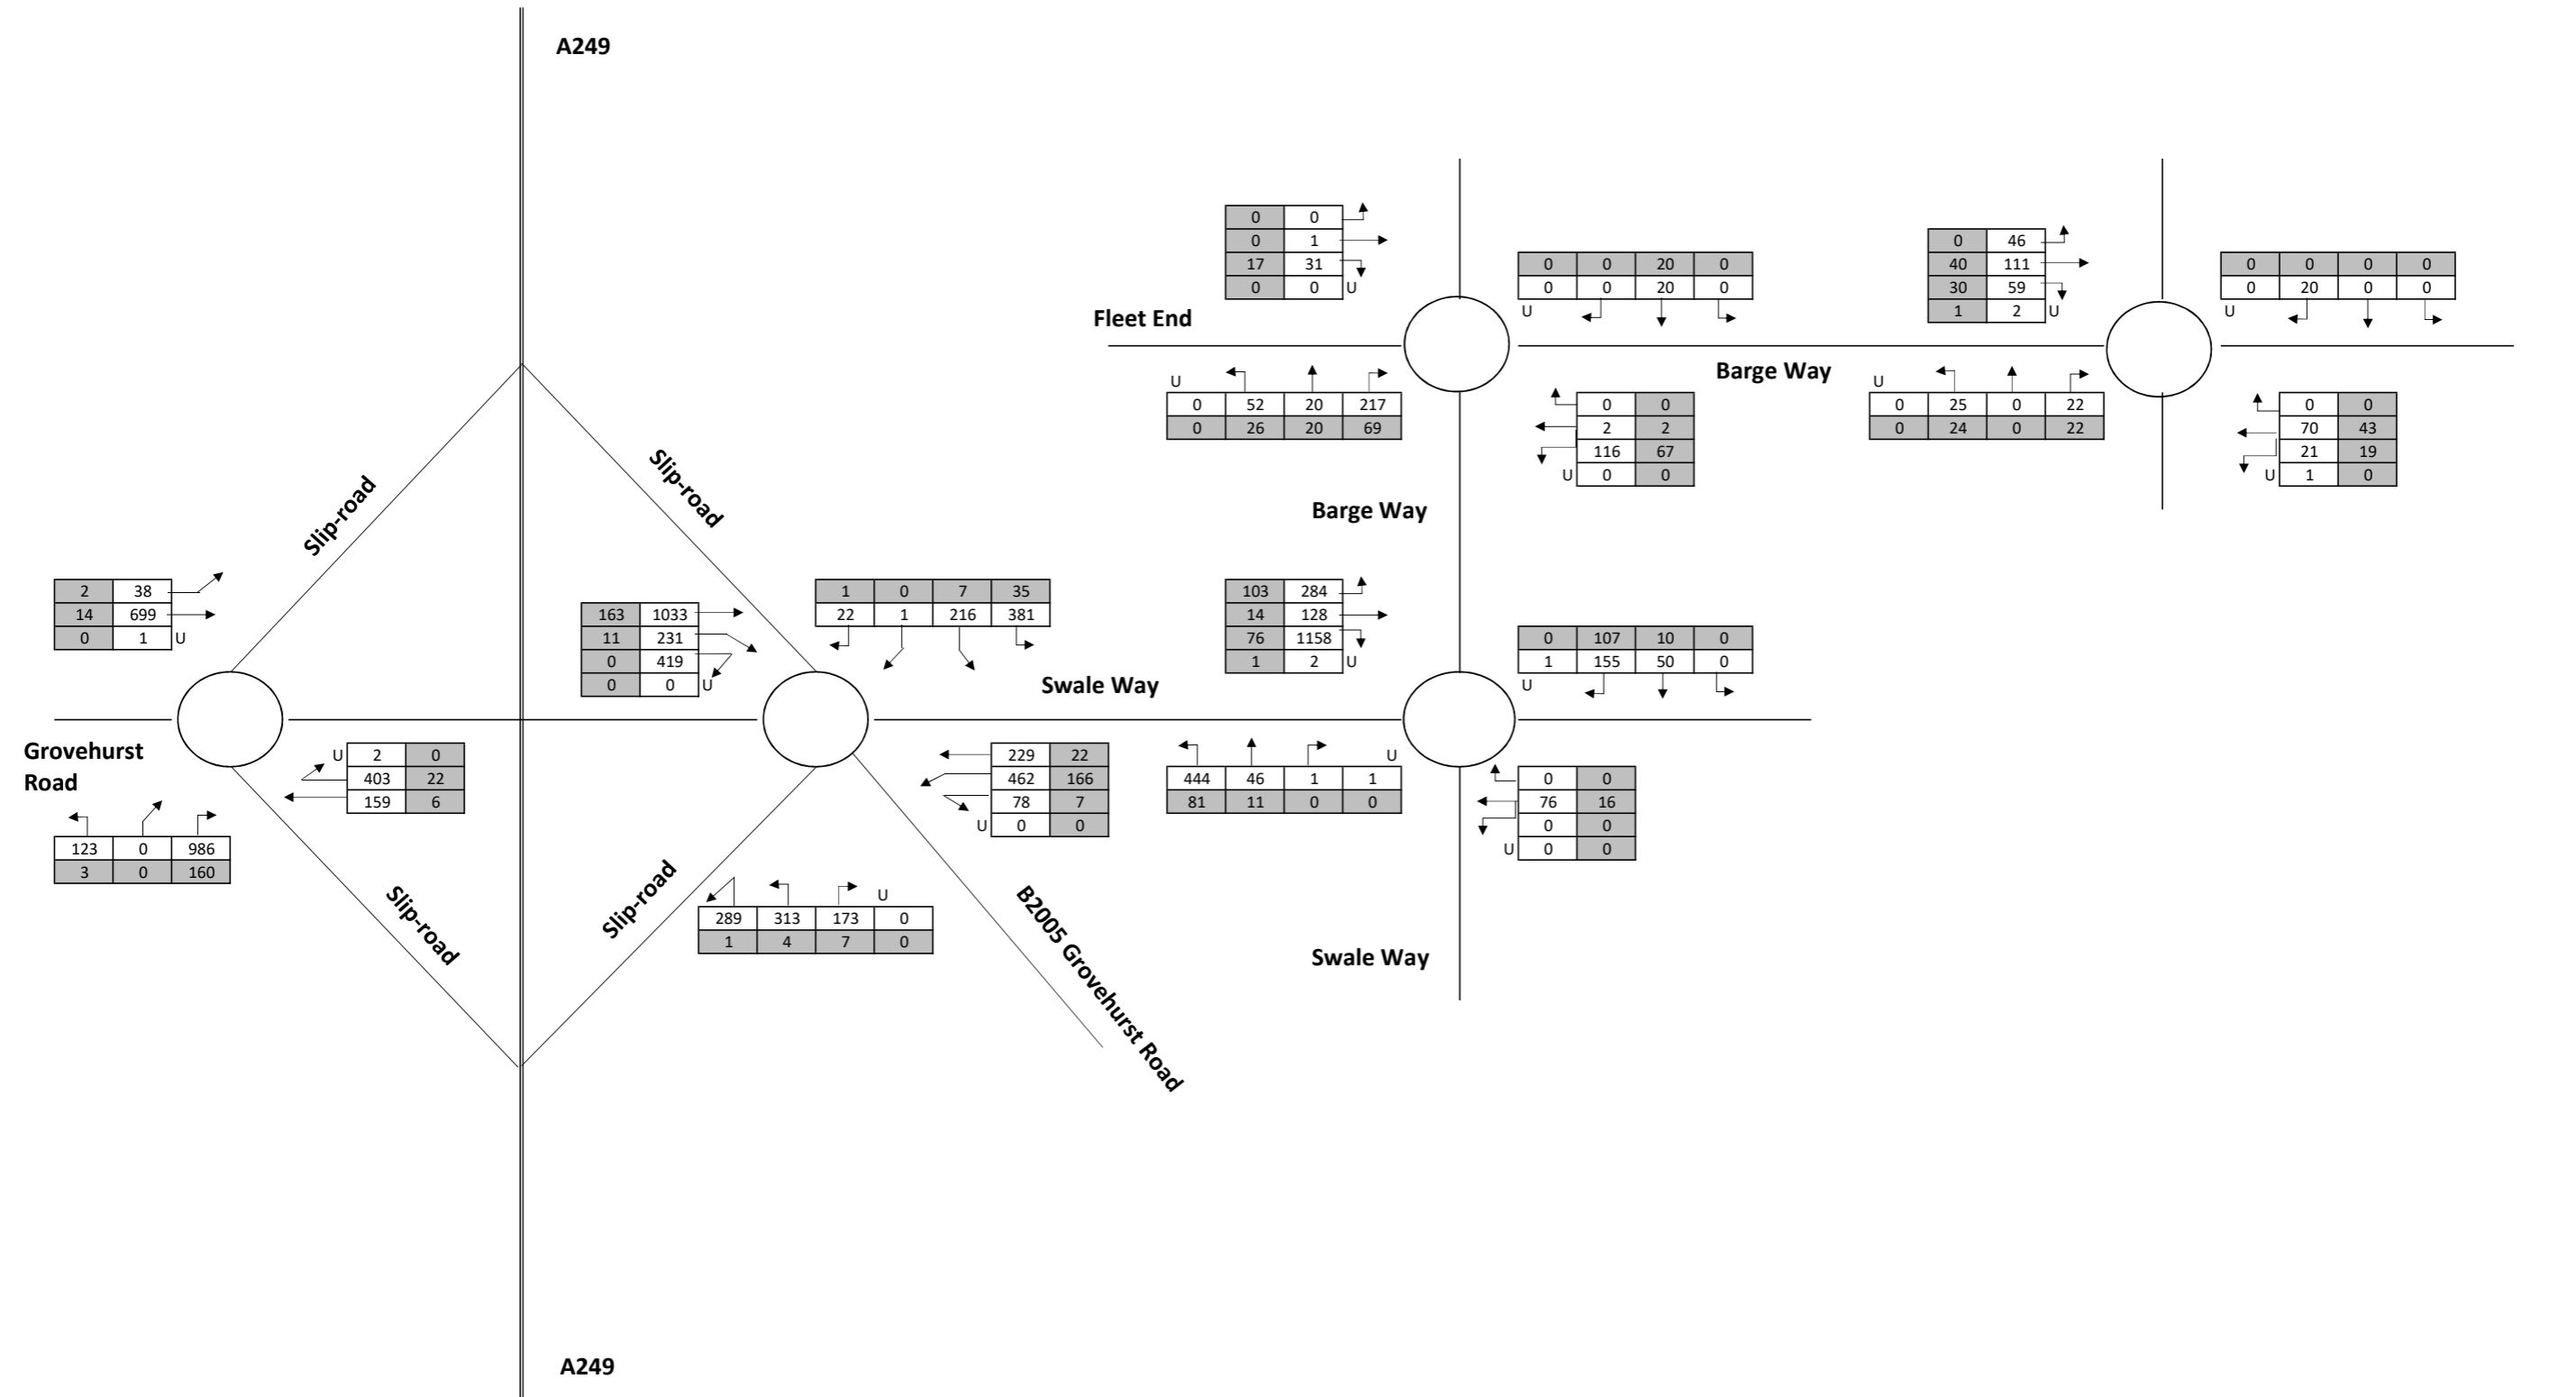 A249
0 0
0 1
17 31
0 0 U
0 0 20 0
0 0 20 0
U
0 46
40 111
30 59
1 2 U
0 0 0 0
0 20 0 0
U
Fleet End
Barge Way
U
0 52 20 217
0 26 20 69
0 0
2 2
116 67
U 0 0
U
0 25 0 22
0 24 0 22
0 0
70 43
21 19
U 1 0
Slip-road
Slip-road
Barge Way
2 38
14 699
0 1 U
163 1033
11 231
0 419
0 0 U
1 0 7 35
22 1 216 381
Swale Way
103 284
14 128
76 1158
1 2 U
0 107 10 0
1 155 50 0
U
Grovehurst
Road
U 2 0
403 22
159 6
123 0 986
3 0 160
229 22
462 166
78 7
U 0 0
U
444 46 1 1
81 11 0 0
0 0
76 16
0 0
U 0 0
Slip-road
Slip-road
U
289 313 173 0
1 4 7 0
B2005 Grovehurst Road
Swale Way
A249